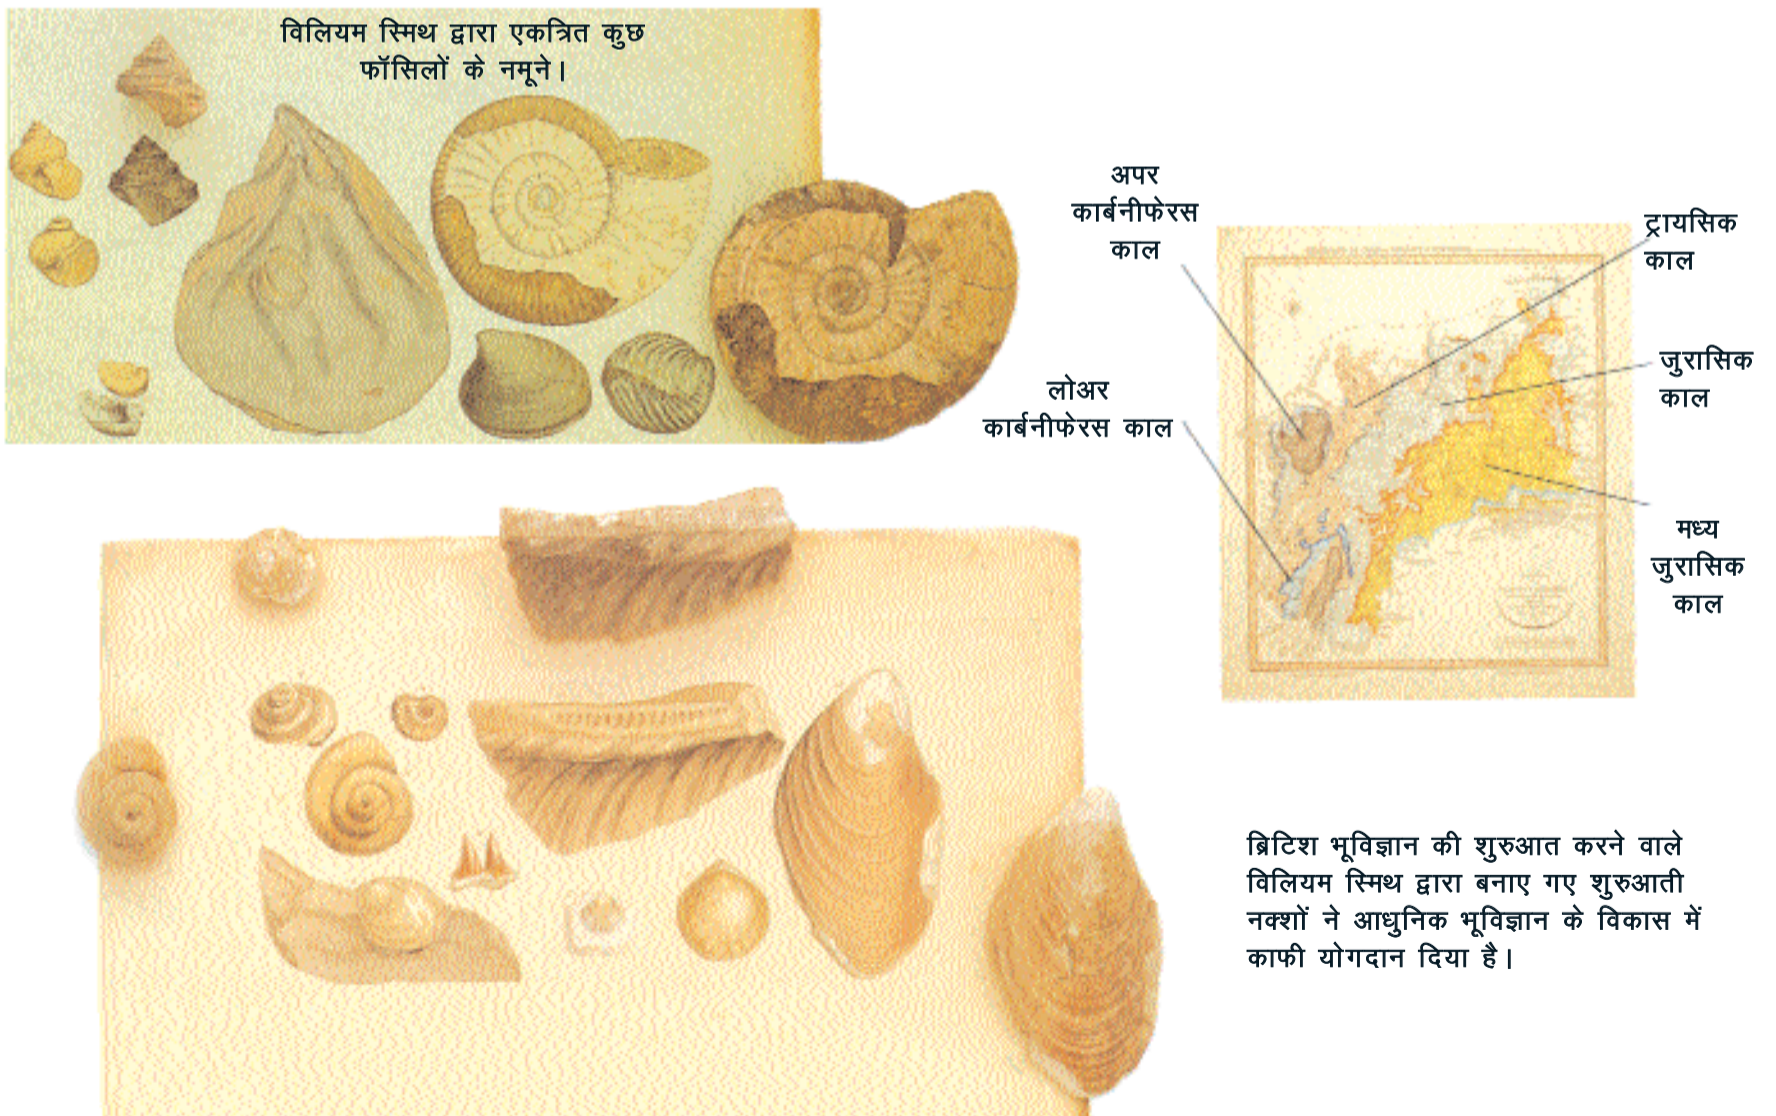 विलियम स्मिथ द्वारा एकत्रित कुछ
फॉसिलों के नमूने।
अपर
कार्बनीफेरस
काल
ट्रायसिक
काल
जुरासिक
काल
लोअर
कार्बनीफेरस काल
मध्य
जुरासिक
काल
ब्रिटिश भूविज्ञान की शुरुआत करने वाले
विलियम स्मिथ द्वारा बनाए गए शुरुआती
नक्शों ने आधुनिक भूविज्ञान के विकास में
काफी योगदान दिया है।